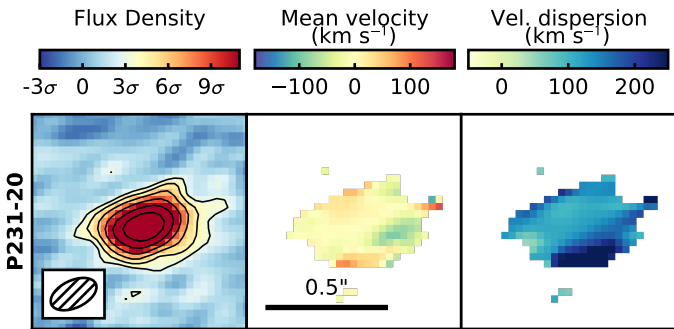 Flux Density
Mean velocity
(km s⁻¹)
Vel. dispersion
(km s⁻¹)
-3σ 0 3σ 6σ 9σ
−100 0 100
0 100 200
P231-20
0.5"